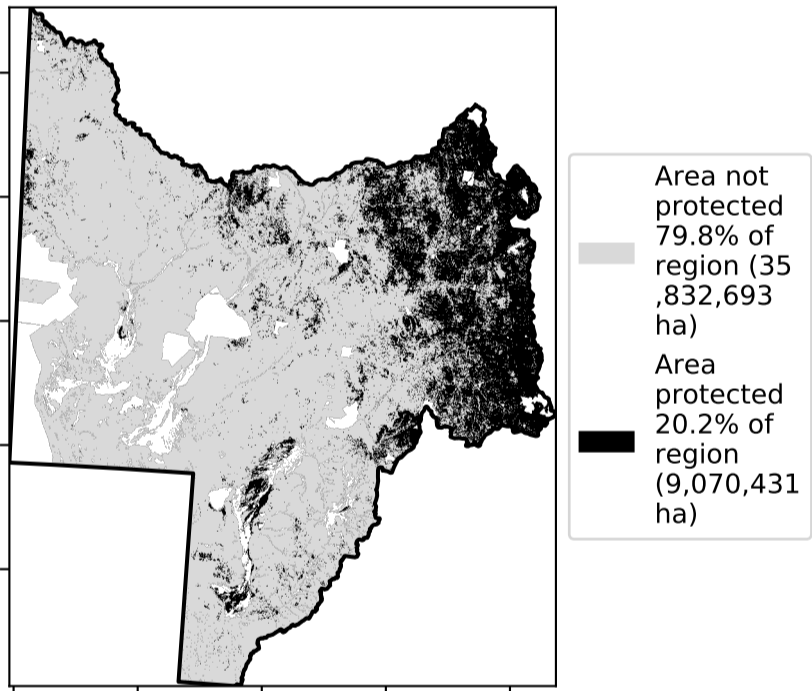 Area not
protected
79.8% of
region (35
,832,693
ha)
Area
protected
20.2% of
region
(9,070,431
ha)